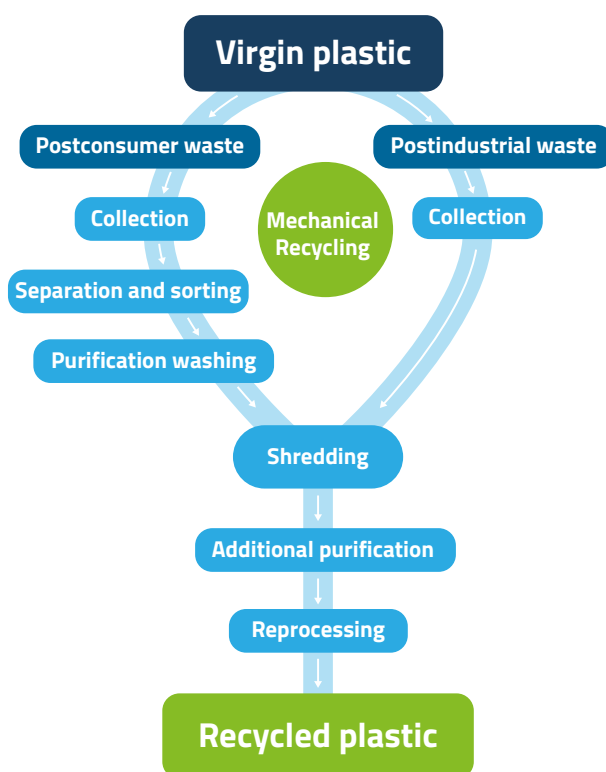 Virgin plastic
Postconsumer waste
Postindustrial waste
Collection
Collection
Mechanical
Recycling
Separation and sorting
Purification washing
Shredding
Additional purification
Reprocessing
Recycled plastic